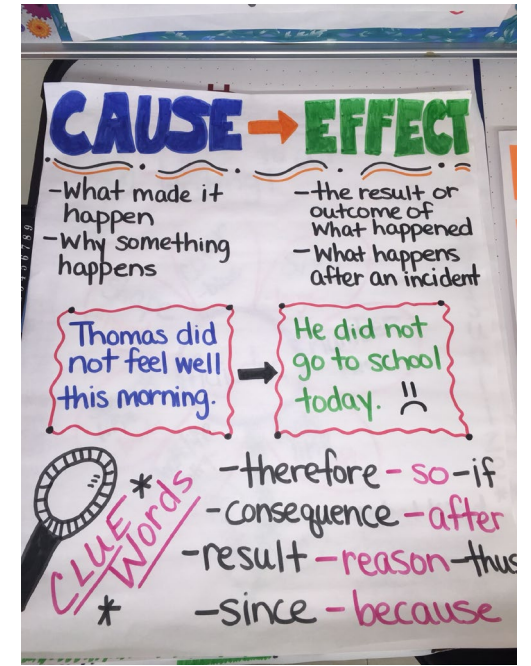 CAUSE → EFFECT
-What made it
happen
-Why something
happens
-the result or
outcome of
what happened
-What happens
after an incident
Thomas did
not feel well
this morning.
He did not
go to school
today.
CLUE
Words
-therefore -so -if
-consequence -after
-result -reason -thus
-since -because